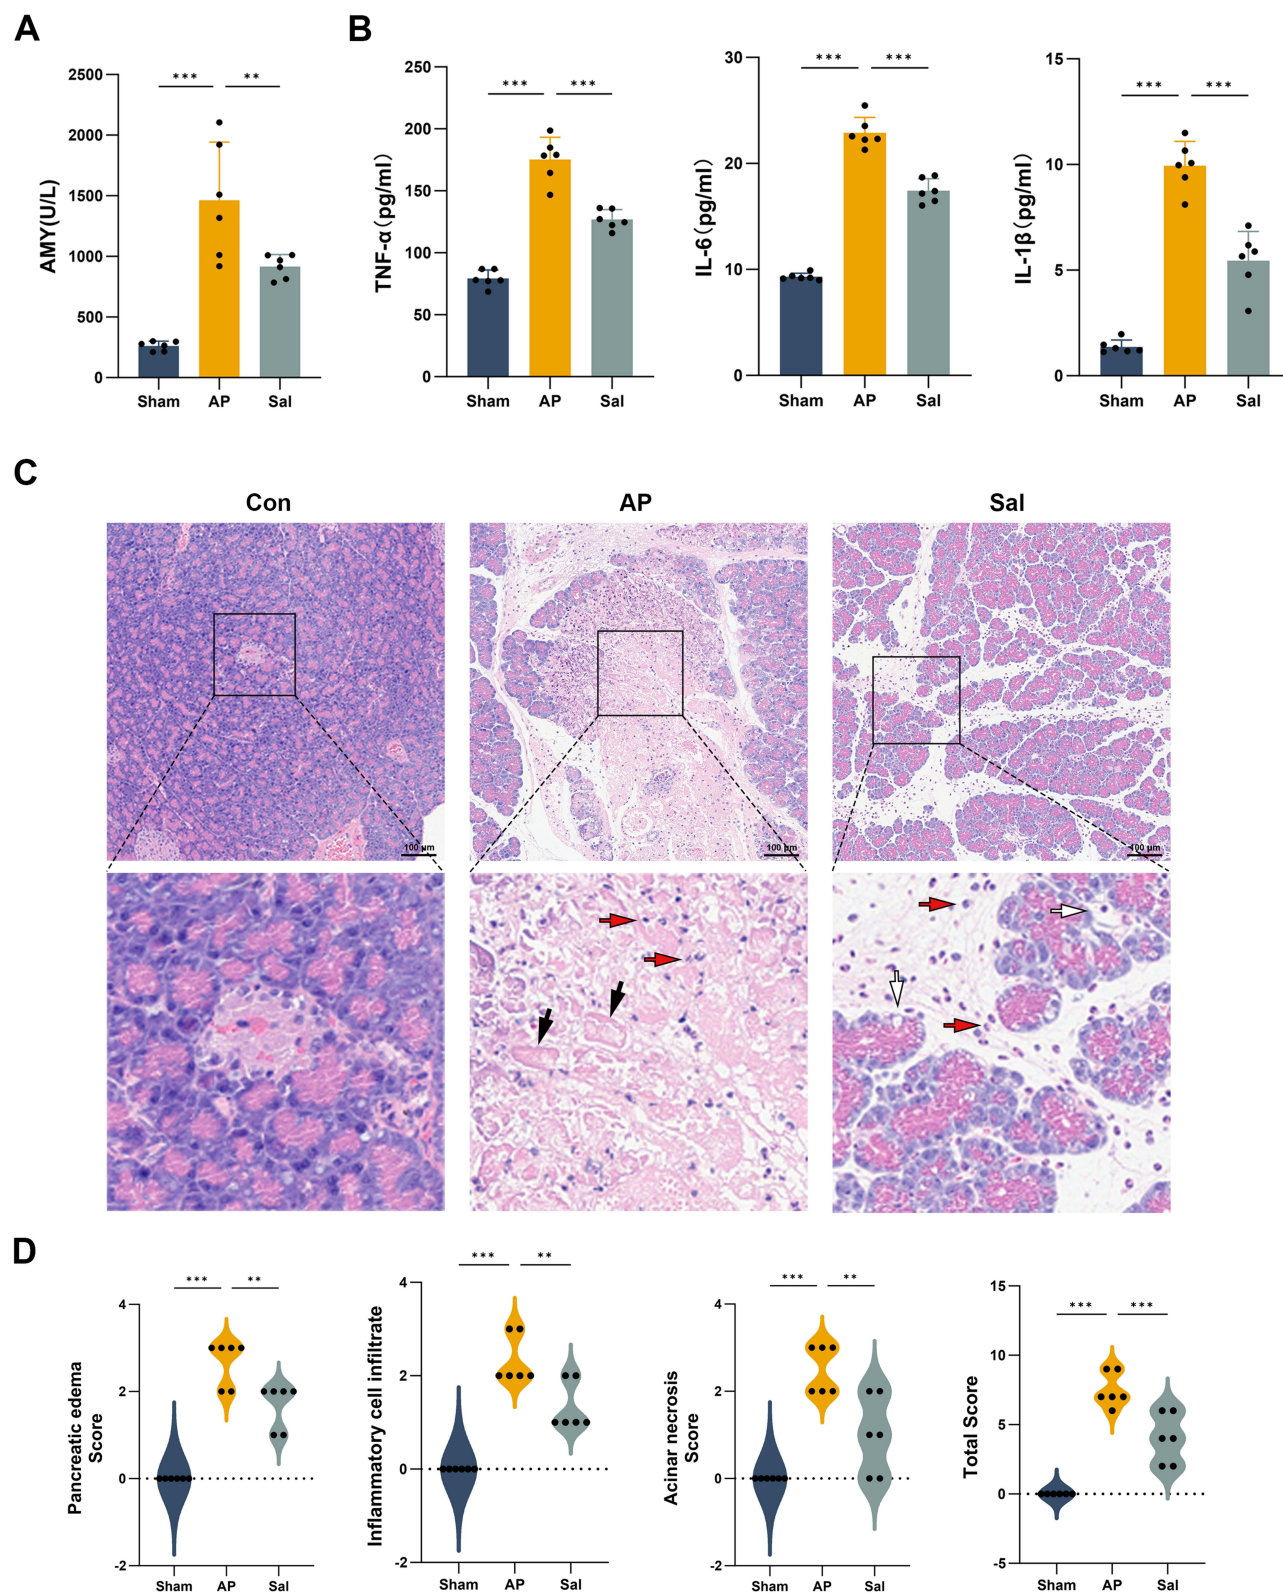 A
AMY(U/L)
2500
2000
1500
1000
500
0
*** **
Sham AP Sal
B
TNF-α(pg/ml)
250
200
150
100
50
0
*** ***
Sham AP Sal
IL-6(pg/ml)
30
20
10
0
*** ***
Sham AP Sal
IL-1β(pg/ml)
15
10
5
0
*** ***
Sham AP Sal
C
Con AP Sal
100 μm 100 μm 100 μm
D
Pancreatic edema
Score
4
2
0
-2
*** **
Sham AP Sal
Inflammatory cell infiltrate
4
2
0
-2
*** **
Sham AP Sal
Acinar necrosis
Score
4
2
0
-2
*** **
Sham AP Sal
Total Score
15
10
5
0
-5
*** ***
Sham AP Sal